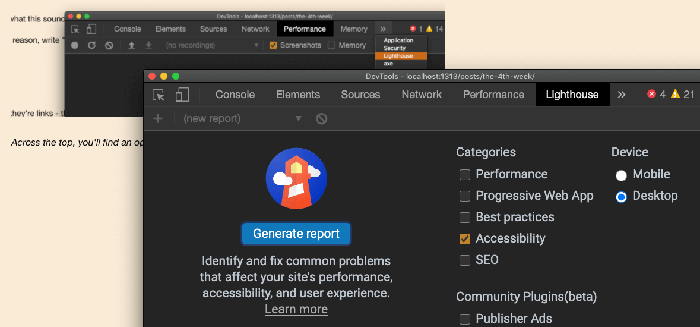 what this sound
reason, write "
they're links - th
Across the top, you'll find an op
DevTools - localhost:1313/posts/the-4th-week/
Console Elements Sources Network Performance Memory » 1 14
(no recordings) Screenshots Memory
Application
Security
Lighthouse
axe
DevTools - localhost:1313/posts/the-4th-week/
Console Elements Sources Network Performance Lighthouse » 4 21
(new report)
Generate report
Identify and fix common problems
that affect your site's performance,
accessibility, and user experience.
Learn more
Categories
Performance
Progressive Web App
Best practices
Accessibility
SEO
Community Plugins(beta)
Publisher Ads
Device
Mobile
Desktop